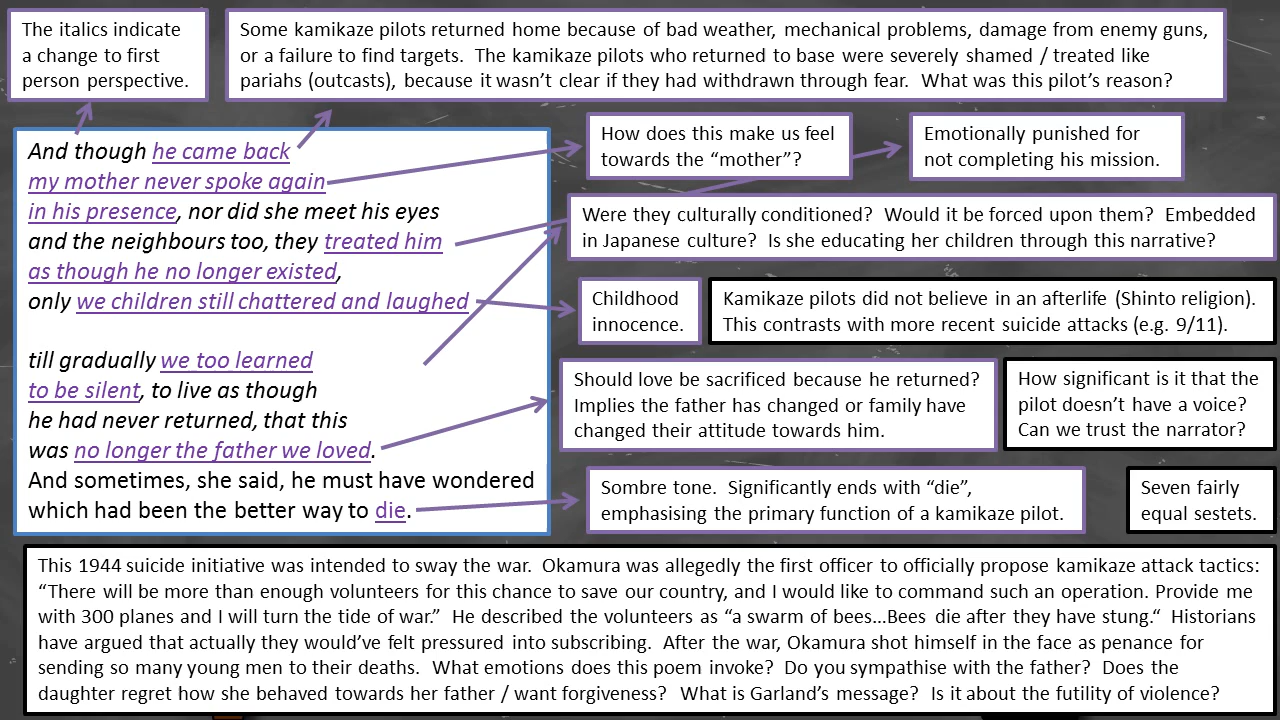 The italics indicate
a change to first
person perspective.
Some kamikaze pilots returned home because of bad weather, mechanical problems, damage from enemy guns,
or a failure to find targets.  The kamikaze pilots who returned to base were severely shamed / treated like
pariahs (outcasts), because it wasn't clear if they had withdrawn through fear.  What was this pilot's reason?
And though he came back
my mother never spoke again
in his presence, nor did she meet his eyes
and the neighbours too, they treated him
as though he no longer existed,
only we children still chattered and laughed
till gradually we too learned
to be silent, to live as though
he had never returned, that this
was no longer the father we loved.
And sometimes, she said, he must have wondered
which had been the better way to die.
How does this make us feel
towards the "mother"?
Emotionally punished for
not completing his mission.
Were they culturally conditioned?  Would it be forced upon them?  Embedded
in Japanese culture?  Is she educating her children through this narrative?
Childhood
innocence.
Kamikaze pilots did not believe in an afterlife (Shinto religion).
This contrasts with more recent suicide attacks (e.g. 9/11).
Should love be sacrificed because he returned?
Implies the father has changed or family have
changed their attitude towards him.
How significant is it that the
pilot doesn't have a voice?
Can we trust the narrator?
Sombre tone.  Significantly ends with "die",
emphasising the primary function of a kamikaze pilot.
Seven fairly
equal sestets.
This 1944 suicide initiative was intended to sway the war.  Okamura was allegedly the first officer to officially propose kamikaze attack tactics:
"There will be more than enough volunteers for this chance to save our country, and I would like to command such an operation. Provide me
with 300 planes and I will turn the tide of war."  He described the volunteers as "a swarm of bees...Bees  die after they have stung."  Historians
have argued that actually they would've felt pressured into subscribing.  After the war, Okamura shot himself in the face as penance for
sending so many young men to their deaths.  What emotions does this poem invoke?  Do you sympathise with the father?  Does the
daughter regret how she behaved towards her father / want forgiveness?  What is Garland's message?  Is it about the futility of violence?